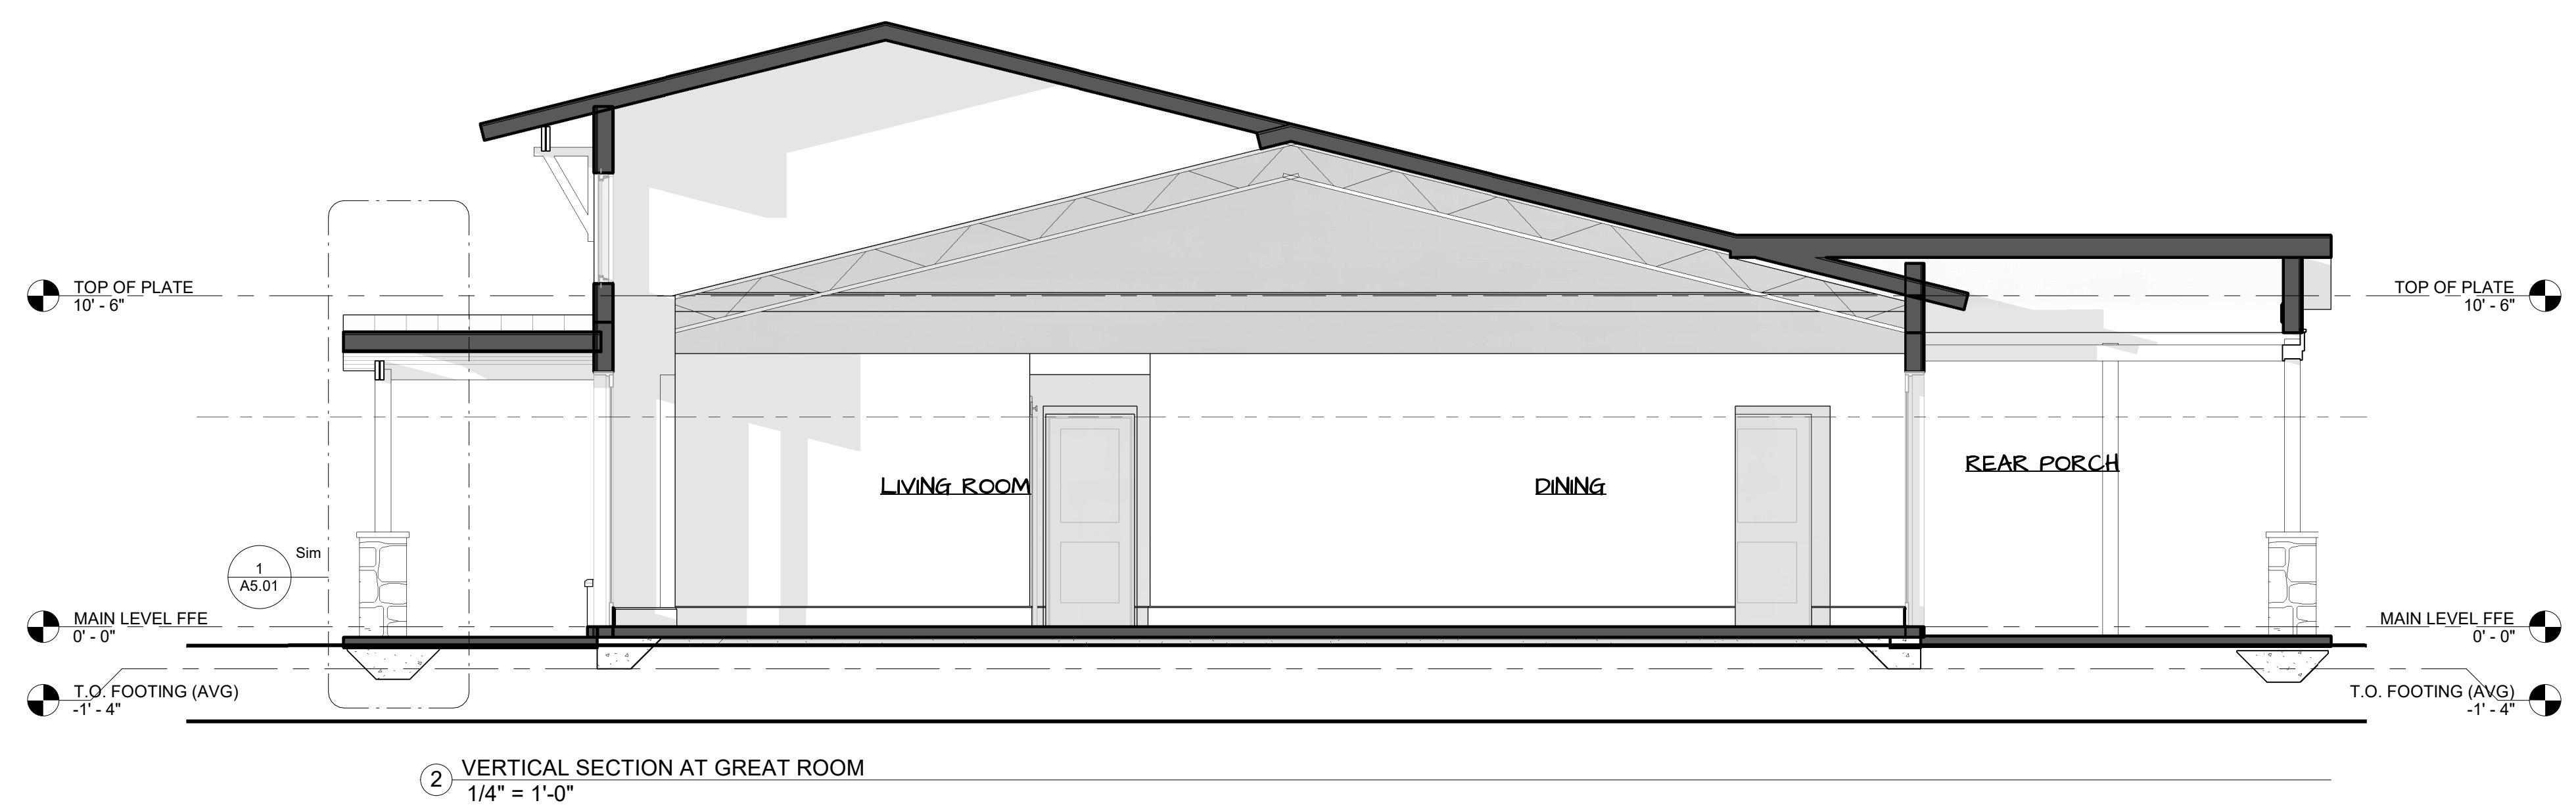 TOP OF PLATE
10' - 6"
TOP OF PLATE
10' - 6"
LIVING ROOM
DINING
REAR PORCH
Sim
1
A5.01
MAIN LEVEL FFE
0' - 0"
MAIN LEVEL FFE
0' - 0"
T.O. FOOTING (AVG)
-1' - 4"
T.O. FOOTING (AVG)
-1' - 4"
2 VERTICAL SECTION AT GREAT ROOM
1/4" = 1'-0"